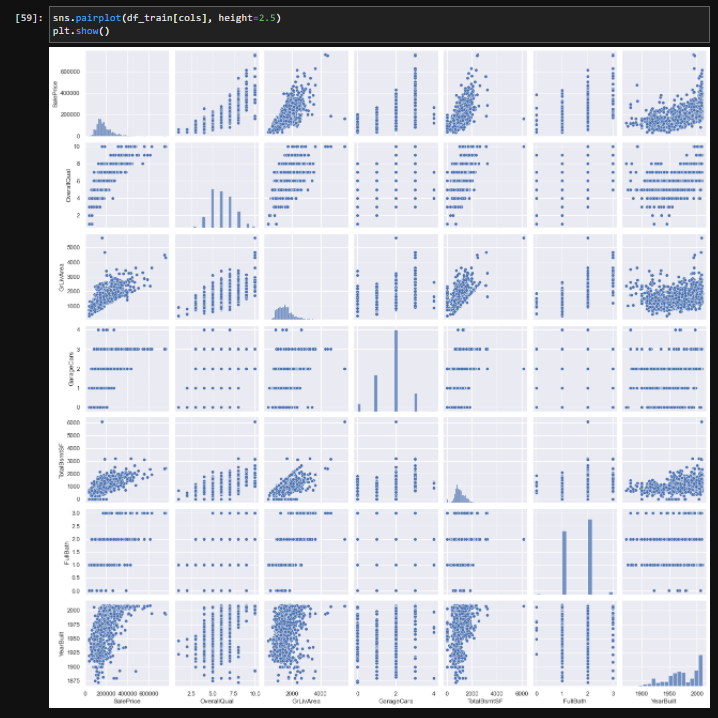 [59]: sns.pairplot(df_train[cols], height=2.5)
plt.show()
SalePrice
600000
400000
200000
0
OverallQual
10
8
6
4
2
GrLivArea
5000
4000
3000
2000
1000
GarageCars
4
3
2
1
0
TotalBsmtSF
6000
5000
4000
3000
2000
1000
0
FullBath
3.0
2.5
2.0
1.5
1.0
0.5
0.0
YearBuilt
2000
1975
1950
1925
1900
1875
0 200000 400000 600000
SalePrice
2.5 5.0 7.5 10.0
OverallQual
2000 4000
GrLivArea
0 2 4
GarageCars
0 2000 4000 6000
TotalBsmtSF
0 1 2 3
FullBath
1900 1950 2000
YearBuilt